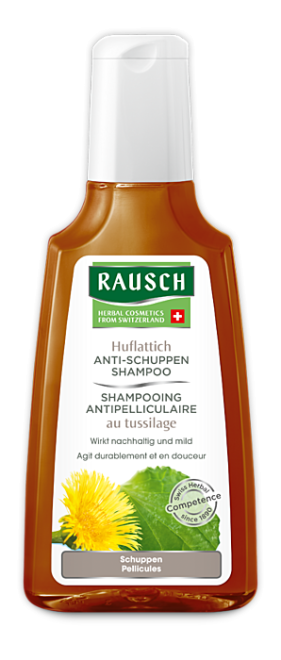 RAUSCH
HERBAL COSMETICS
FROM SWITZERLAND
Huflattich
ANTI-SCHUPPEN
SHAMPOO
SHAMPOOING
ANTIPELLICULAIRE
au tussilage
Wirkt nachhaltig und mild
Agit durablement et en douceur
Swiss Herbal
Competence
since 1890
Schuppen
Pellicules